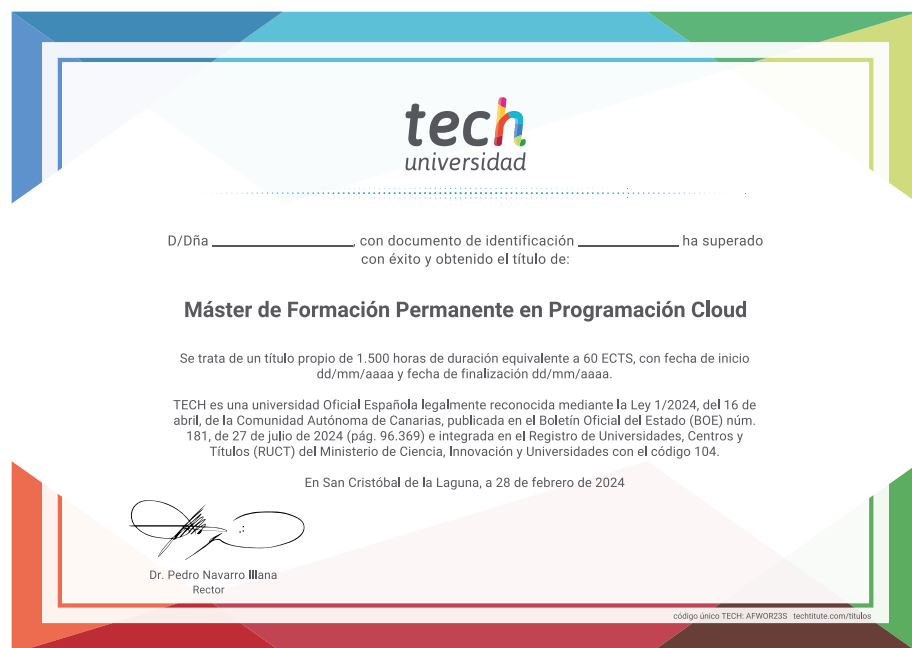 tech
universidad
D/Dña ____________________, con documento de identificación ______________ ha superado
con éxito y obtenido el título de:
Máster de Formación Permanente en Programación Cloud
Se trata de un título propio de 1.500 horas de duración equivalente a 60 ECTS, con fecha de inicio
dd/mm/aaaa y fecha de finalización dd/mm/aaaa.
TECH es una universidad Oficial Española legalmente reconocida mediante la Ley 1/2024, del 16 de
abril, de la Comunidad Autónoma de Canarias, publicada en el Boletín Oficial del Estado (BOE) núm.
181, de 27 de julio de 2024 (pág. 96.369) e integrada en el Registro de Universidades, Centros y
Títulos (RUCT) del Ministerio de Ciencia, Innovación y Universidades con el código 104.
En San Cristóbal de la Laguna, a 28 de febrero de 2024
Dr. Pedro Navarro Illana
Rector
código único TECH: AFWOR23S techtitute.com/titulos